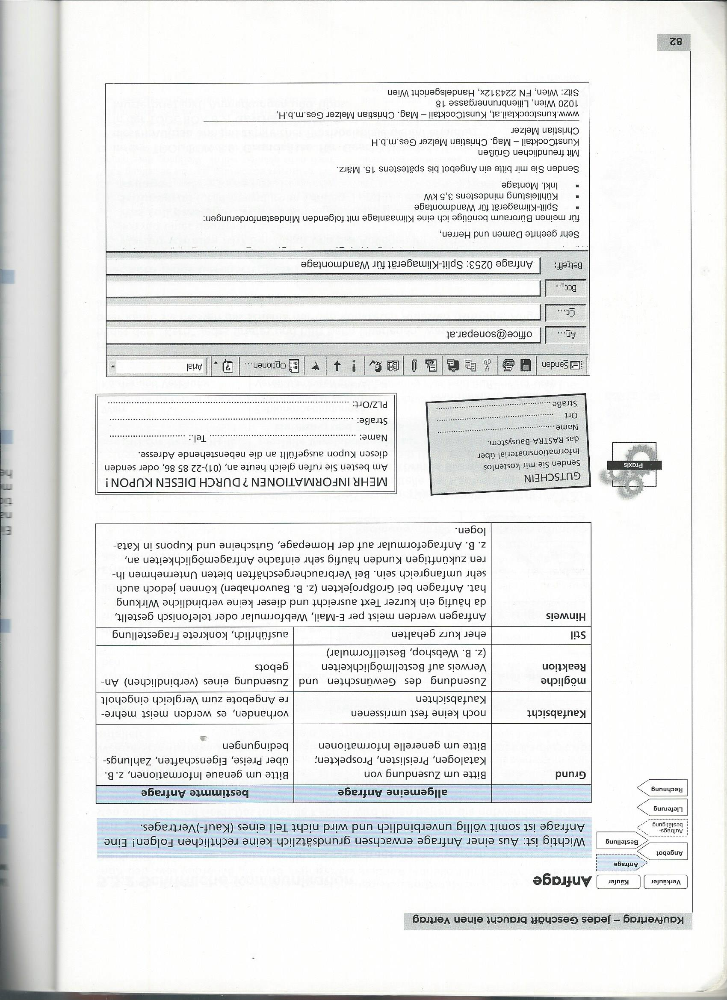 Kaufvertrag – jedes Geschäft braucht einen Vertrag
Verkäufer
Käufer
Anfrage
Angebot
Bestellung
Auftrags-
bestätigung
Lieferung
Rechnung
Anfrage
Wichtig ist: Aus einer Anfrage erwachsen grundsätzlich keine rechtlichen Folgen! Eine
Anfrage ist somit völlig unverbindlich und wird nicht Teil eines (Kauf-)Vertrages.
allgemeine Anfrage
bestimmte Anfrage
Grund
Bitte um Zusendung von
Katalogen, Preislisten, Prospekten;
Bitte um generelle Informationen
Bitte um genaue Informationen, z. B.
über Preise, Eigenschaften, Zahlungs-
bedingungen
Kaufabsicht
noch keine fest umrissenen
Kaufabsichten
vorhanden, es werden meist mehre-
re Angebote zum Vergleich eingeholt
mögliche
Reaktion
Zusendung des Gewünschten und
Verweis auf Bestellmöglichkeiten
(z. B. Webshop, Bestellformular)
Zusendung eines (verbindlichen) An-
gebots
Stil
eher kurz gehalten
ausführlich, konkrete Fragestellung
Hinweis
Anfragen werden meist per E-Mail, Webformular oder telefonisch gestellt,
da häufig ein kurzer Text ausreicht und dieser keine verbindliche Wirkung
hat. Anfragen bei Großprojekten (z. B. Bauvorhaben) können jedoch auch
sehr umfangreich sein. Bei Verbrauchergeschäften bieten Unternehmen Ih-
ren zukünftigen Kunden häufig sehr einfache Anfragemöglichkeiten an,
z. B. Anfrageformular auf der Homepage, Gutscheine und Kupons in Kata-
logen.
Praxis
GUTSCHEIN
Senden Sie mir kostenlos
Informationsmaterial über
das RASTRA-Bausystem.
Name
Ort
Straße
MEHR INFORMATIONEN? DURCH DIESEN KUPON!
Am besten Sie rufen gleich heute an, (01)-22 85 86, oder senden
diesen Kupon ausgefüllt an die nebenstehende Adresse.
Name: Tel.:
Straße:
PLZ/Ort:
Senden
Optionen...
Arial
An...
office@sonepar.at
Cc...
Bcc...
Betreff:
Anfrage 0253: Split-Klimagerät für Wandmontage
Sehr geehrte Damen und Herren,
für meinen Büroraum benötige ich eine Klimaanlage mit folgenden Mindestanforderungen:
▪ Split-Klimagerät für Wandmontage
▪ Kühlleistung mindestens 3,5 kW
▪ Inkl. Montage
Senden Sie mir bitte ein Angebot bis spätestens 15. März.
Mit freundlichen Grüßen
KunstCocktail – Mag. Christian Melzer Ges.m.b.H
Christian Melzer
www.kunstcocktail.at, KunstCocktail – Mag. Christian Melzer Ges.m.b.H,
1020 Wien, Lilienbrunnergasse 18
Sitz: Wien, FN 224312x, Handelsgericht Wien
82